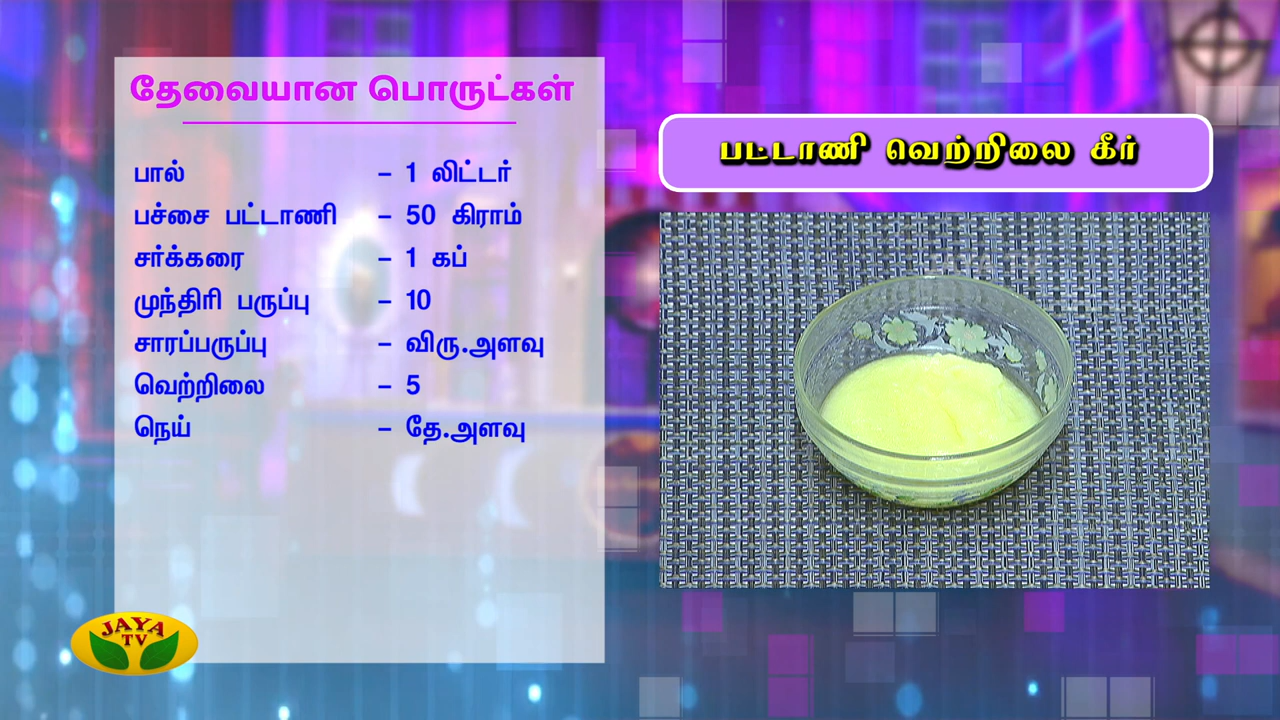 தேவையான பொருட்கள்
பால் – 1 லிட்டர்
பச்சை பட்டாணி – 50 கிராம்
சர்க்கரை – 1 கப்
முந்திரி பருப்பு – 10
சாரப்பருப்பு – விரு.அளவு
வெற்றிலை – 5
நெய் – தே.அளவு
பட்டாணி வெற்றிலை கீர்
JAYA
TV